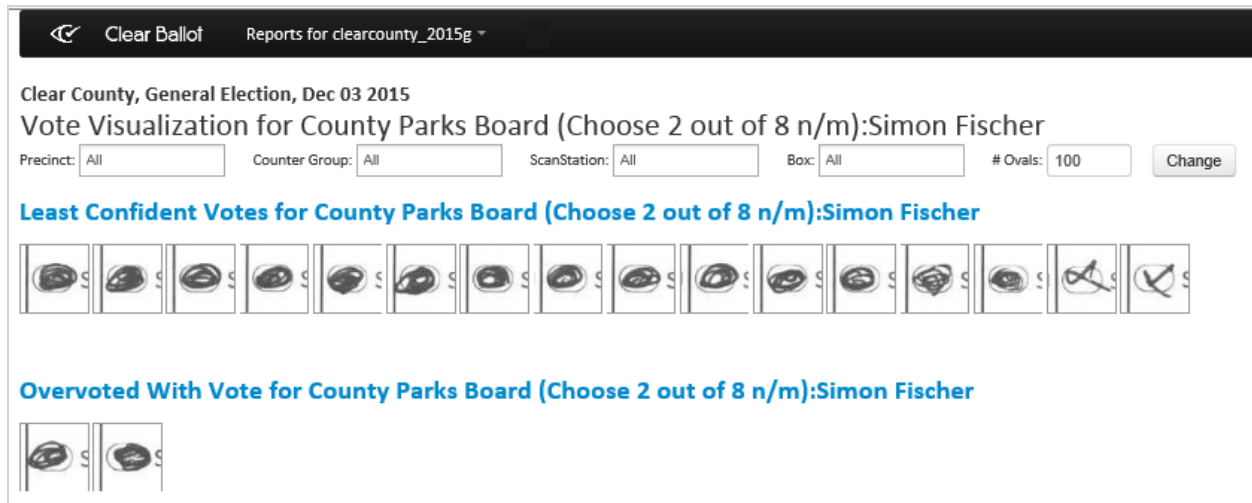 Clear Ballot Reports for clearcounty_2015g
Clear County, General Election, Dec 03 2015
Vote Visualization for County Parks Board (Choose 2 out of 8 n/m):Simon Fischer
Precinct: All Counter Group: All ScanStation: All Box: All # Ovals: 100 Change
Least Confident Votes for County Parks Board (Choose 2 out of 8 n/m):Simon Fischer
Overvoted With Vote for County Parks Board (Choose 2 out of 8 n/m):Simon Fischer